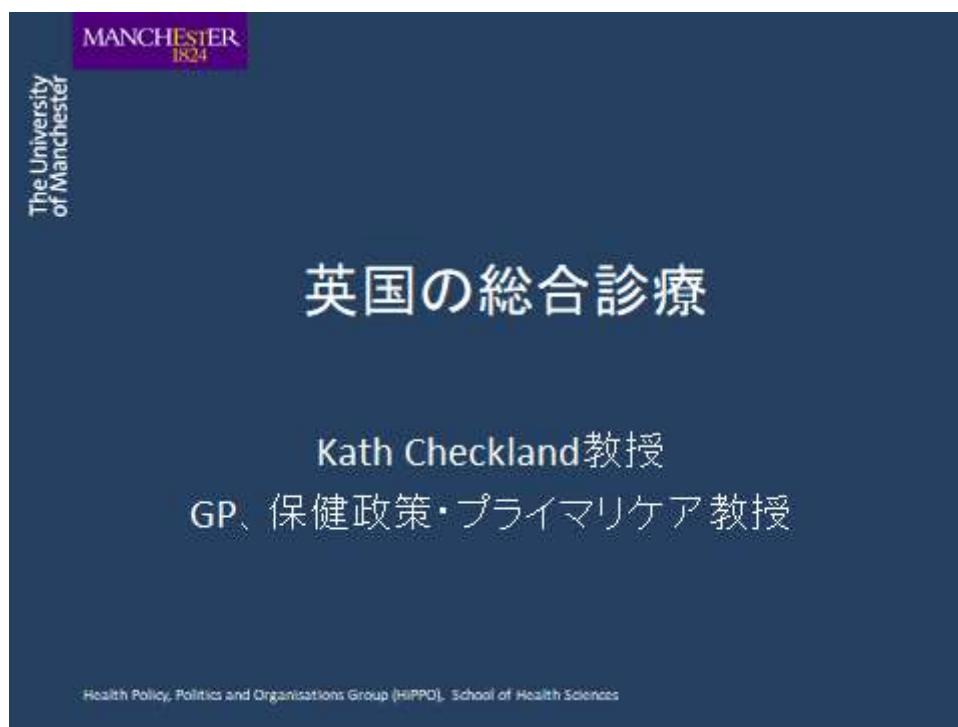 MANCHESTER
1824
The University
of Manchester
英国の総合診療
Kath Checkland教授
GP、保健政策・プライマリケア教授
Health Policy, Politics and Organisations Group (HiPPO), School of Health Sciences